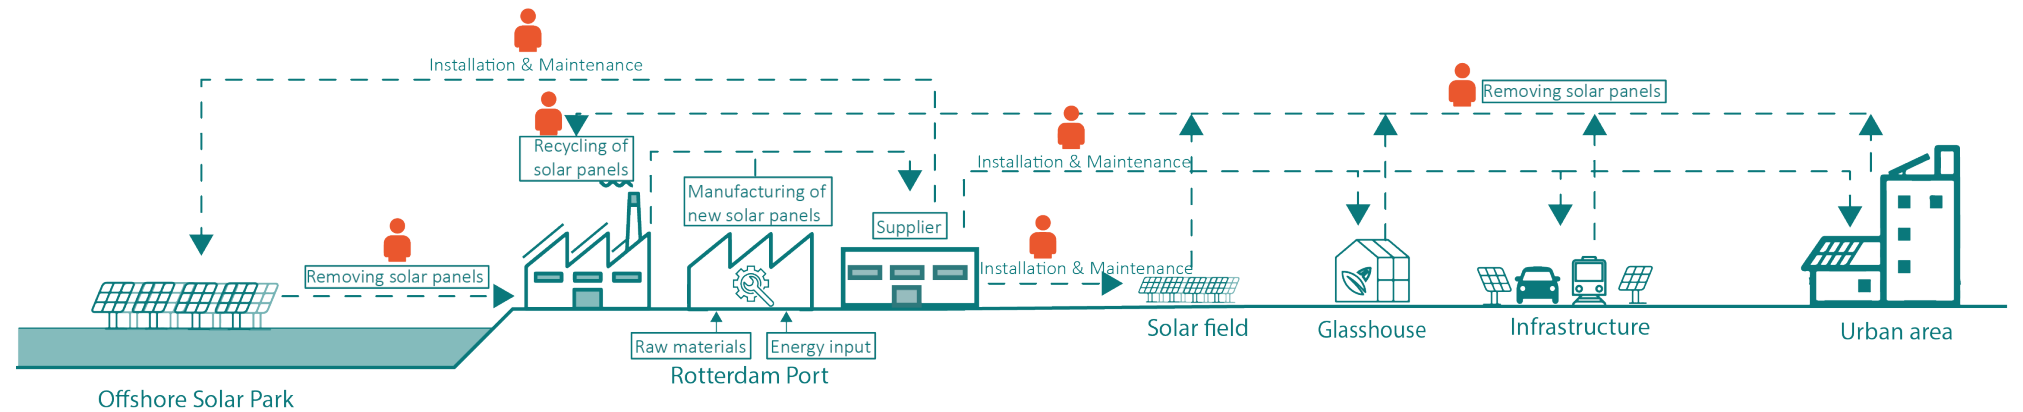 Installation & Maintenance
Removing solar panels
Recycling of
solar panels
Installation & Maintenance
Manufacturing of
new solar panels
Supplier
Removing solar panels
Installation & Maintenance
Raw materials
Energy input
Rotterdam Port
Offshore Solar Park
Solar field
Glasshouse
Infrastructure
Urban area